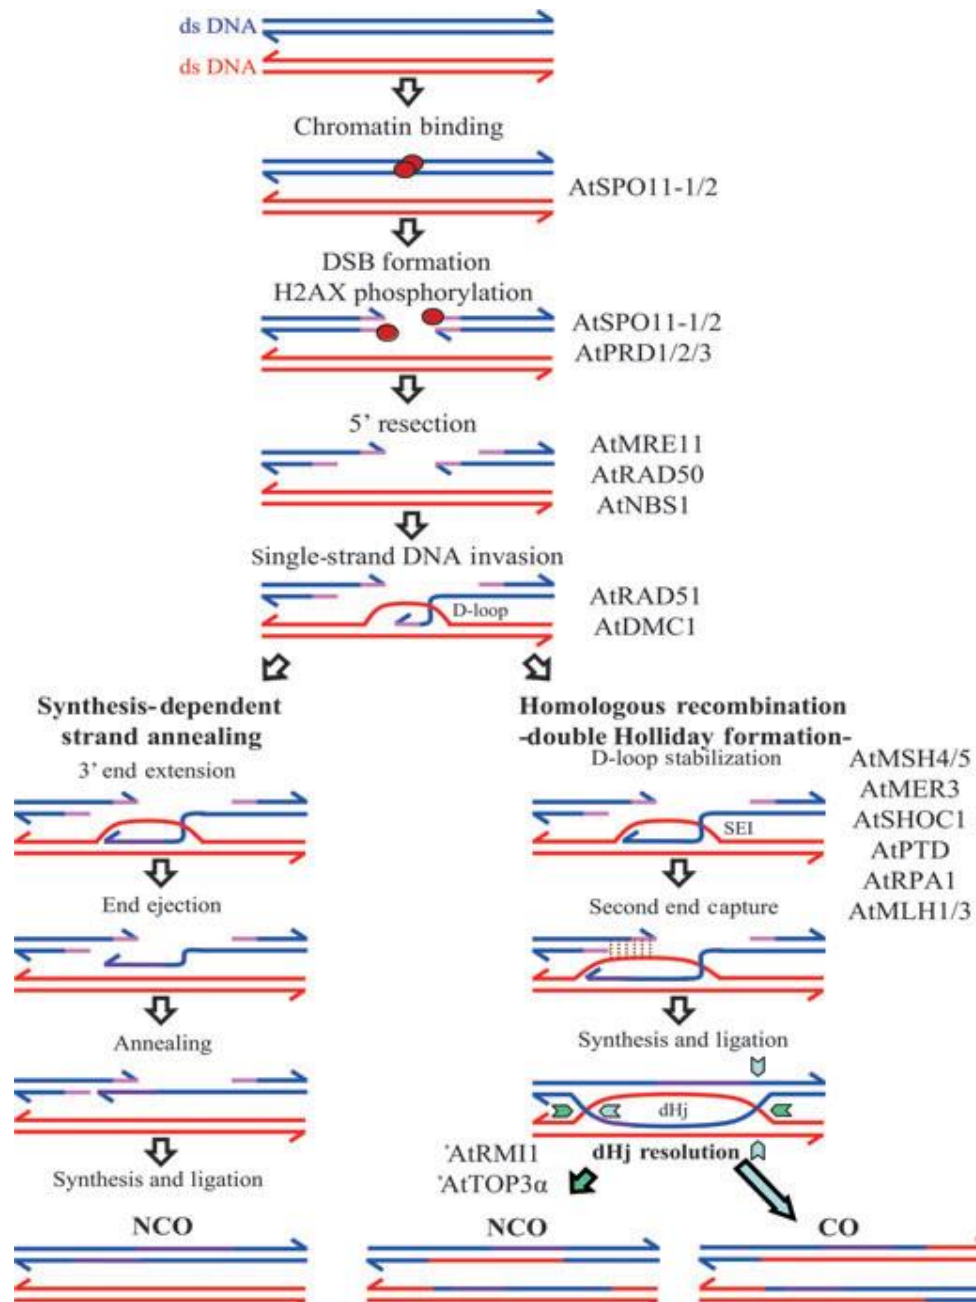 ds DNA
ds DNA
Chromatin binding
AtSPO11-1/2
DSB formation
H2AX phosphorylation
AtSPO11-1/2
AtPRD1/2/3
5' resection
AtMRE11
AtRAD50
AtNBS1
Single-strand DNA invasion
D-loop
AtRAD51
AtDMC1
Synthesis-dependent
strand annealing
3' end extension
End ejection
Annealing
Synthesis and ligation
NCO
Homologous recombination
-double Holliday formation-
D-loop stabilization
SEI
AtMSH4/5
AtMER3
AtSHOC1
AtPTD
AtRPA1
AtMLH1/3
Second end capture
Synthesis and ligation
dHj
dHj resolution
*AtRMI1
*AtTOP3α
NCO
CO